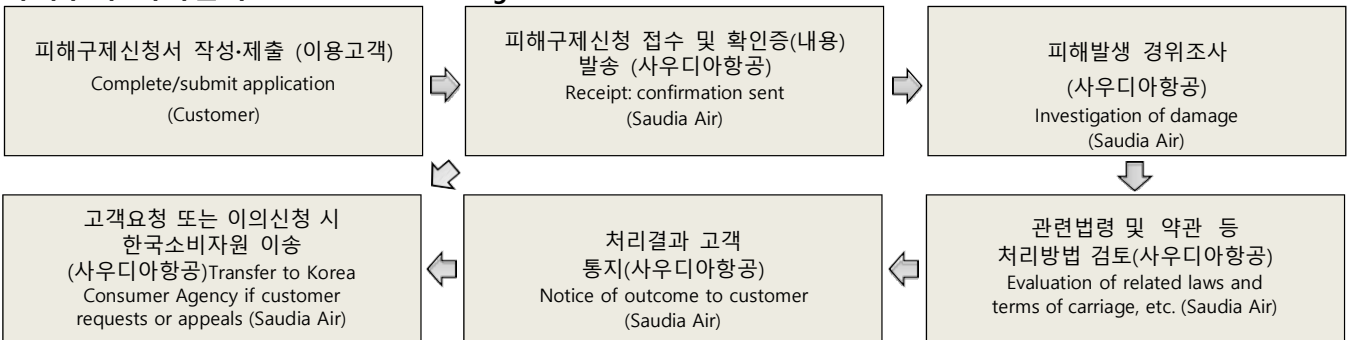 피해구제신청서 작성·제출 (이용고객)
Complete/submit application
(Customer)
피해구제신청 접수 및 확인증(내용)
발송 (사우디아항공)
Receipt: confirmation sent
(Saudia Air)
피해발생 경위조사
(사우디아항공)
Investigation of damage
(Saudia Air)
관련법령 및 약관 등
처리방법 검토(사우디아항공)
Evaluation of related laws and
terms of carriage, etc. (Saudia Air)
처리결과 고객
통지(사우디아항공)
Notice of outcome to customer
(Saudia Air)
고객요청 또는 이의신청 시
한국소비자원 이송
(사우디아항공)Transfer to Korea
Consumer Agency if customer
requests or appeals (Saudia Air)